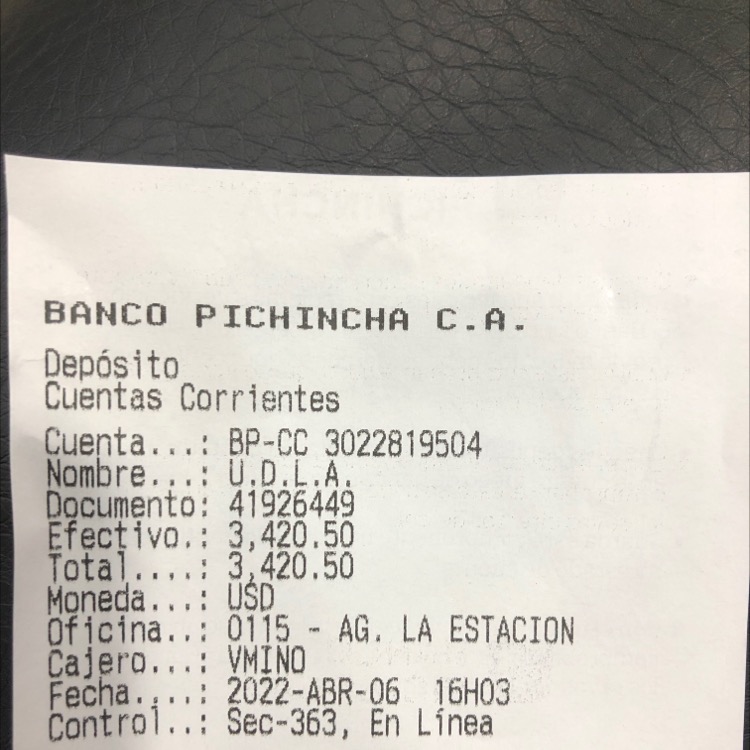 BANCO PICHINCHA C.A.
Depósito
Cuentas Corrientes
Cuenta...: BP-CC 3022819504
Nombre...: U.D.L.A.
Documento: 41926449
Efectivo.: 3,420.50
Total....: 3,420.50
Moneda...: USD
Oficina..: 0115 - AG. LA ESTACION
Cajero...: VMINO
Fecha....: 2022-ABR-06 16H03
Control..: Sec-363, En Línea